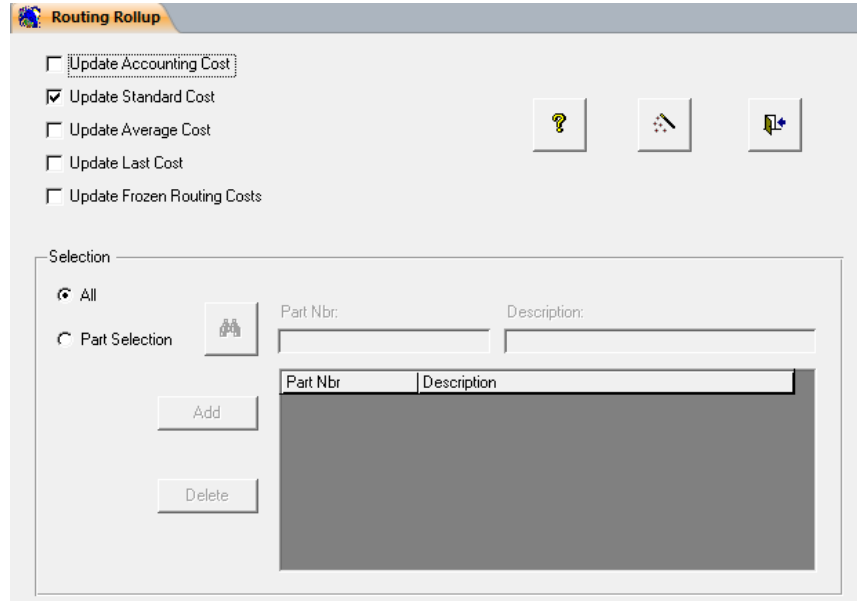 Routing Rollup
Update Accounting Cost
Update Standard Cost
Update Average Cost
Update Last Cost
Update Frozen Routing Costs
?
Selection
All
Part Selection
Part Nbr:
Description:
Part Nbr
Description
Add
Delete